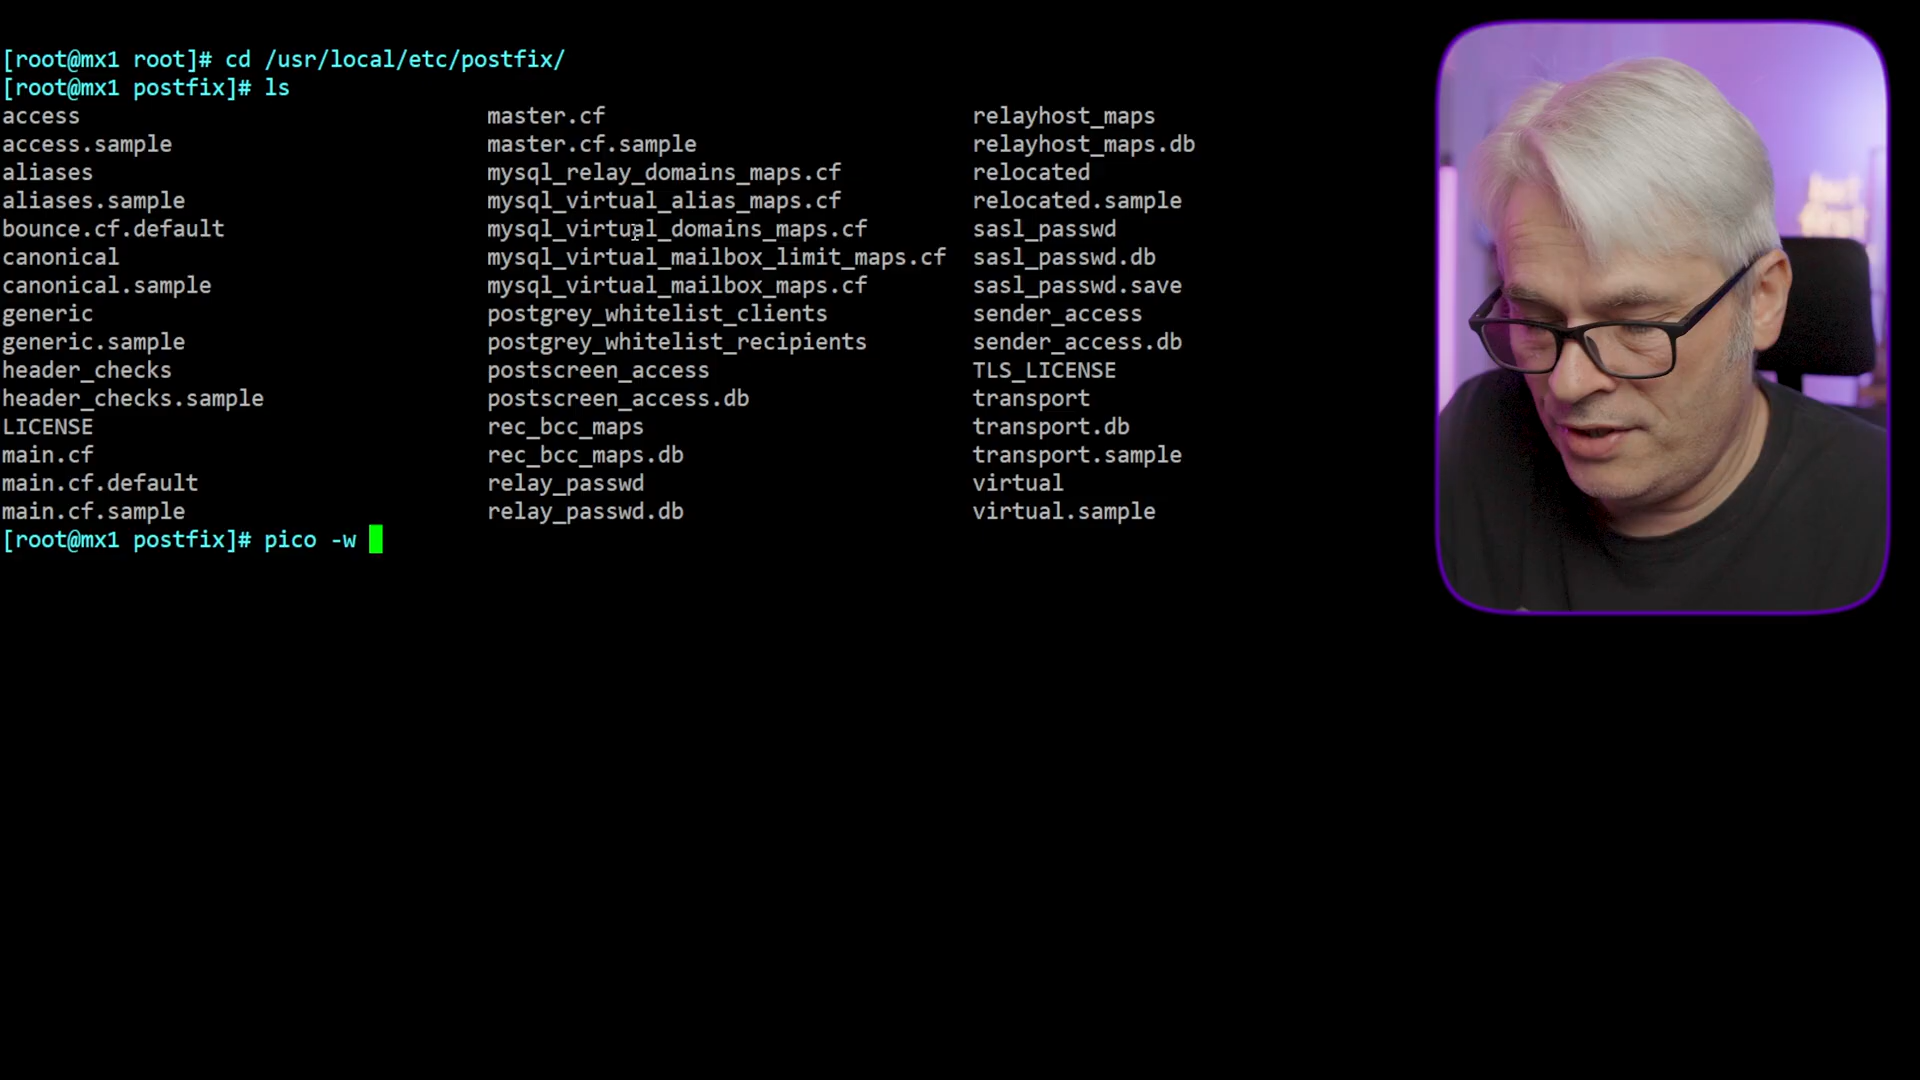 [root@mx1 root]# cd /usr/local/etc/postfix/
[root@mx1 postfix]# ls
access master.cf relayhost_maps
access.sample master.cf.sample relayhost_maps.db
aliases mysql_relay_domains_maps.cf relocated
aliases.sample mysql_virtual_alias_maps.cf relocated.sample
bounce.cf.default mysql_virtual_domains_maps.cf sasl_passwd
canonical mysql_virtual_mailbox_limit_maps.cf sasl_passwd.db
canonical.sample mysql_virtual_mailbox_maps.cf sasl_passwd.save
generic postgrey_whitelist_clients sender_access
generic.sample postgrey_whitelist_recipients sender_access.db
header_checks postscreen_access TLS_LICENSE
header_checks.sample postscreen_access.db transport
LICENSE rec_bcc_maps transport.db
main.cf rec_bcc_maps.db transport.sample
main.cf.default relay_passwd virtual
main.cf.sample relay_passwd.db virtual.sample
[root@mx1 postfix]# pico -w